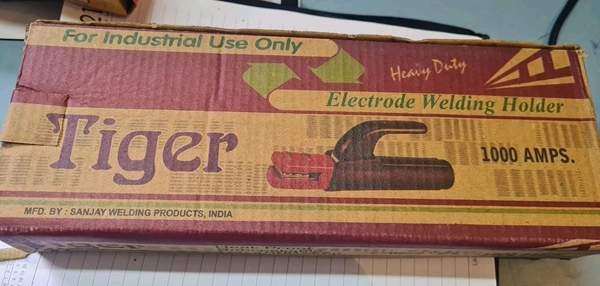 For Industrial Use Only
Heavy Duty
Electrode Welding Holder
Tiger
1000 AMPS.
MFD. BY : SANJAY WELDING PRODUCTS, INDIA